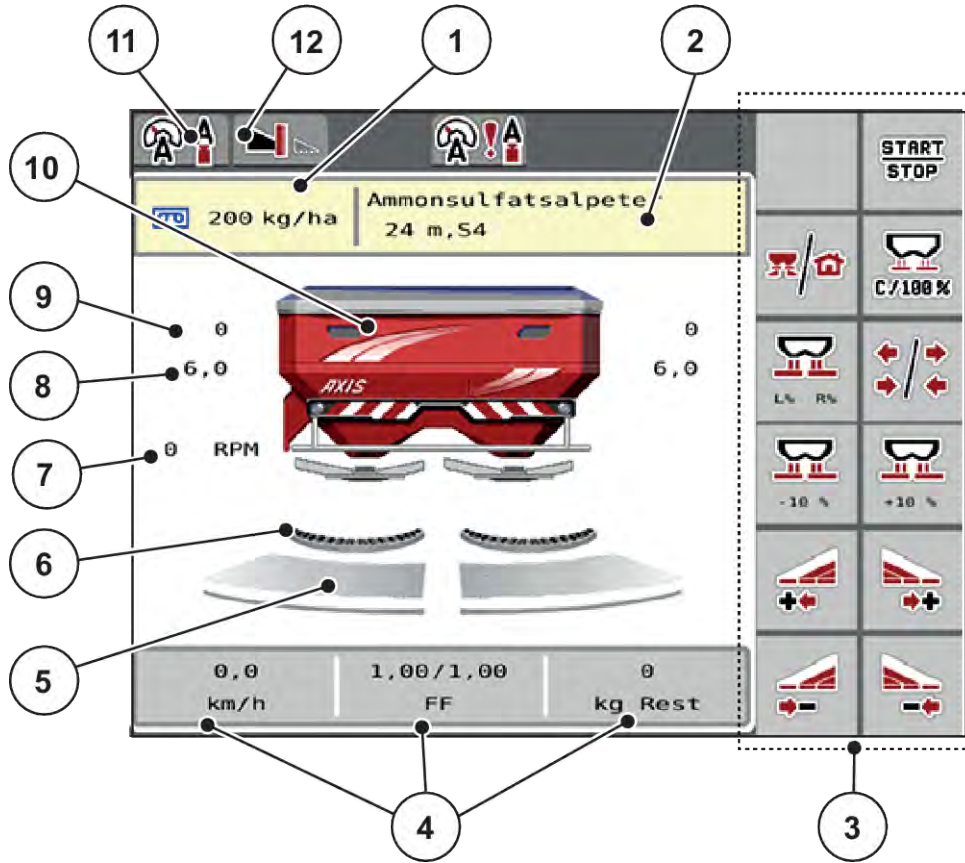 11
12
1
2
A
A
A
A
START
STOP
10
200 kg/ha
Ammonsulfatsalpeter
24 m,S4
C/100 %
9
0
0
8
6,0
6,0
AXIS
L% R%
7
0 RPM
-10 %
+10 %
6
5
0,0
km/h
1,00/1,00
FF
0
kg Rest
4
3